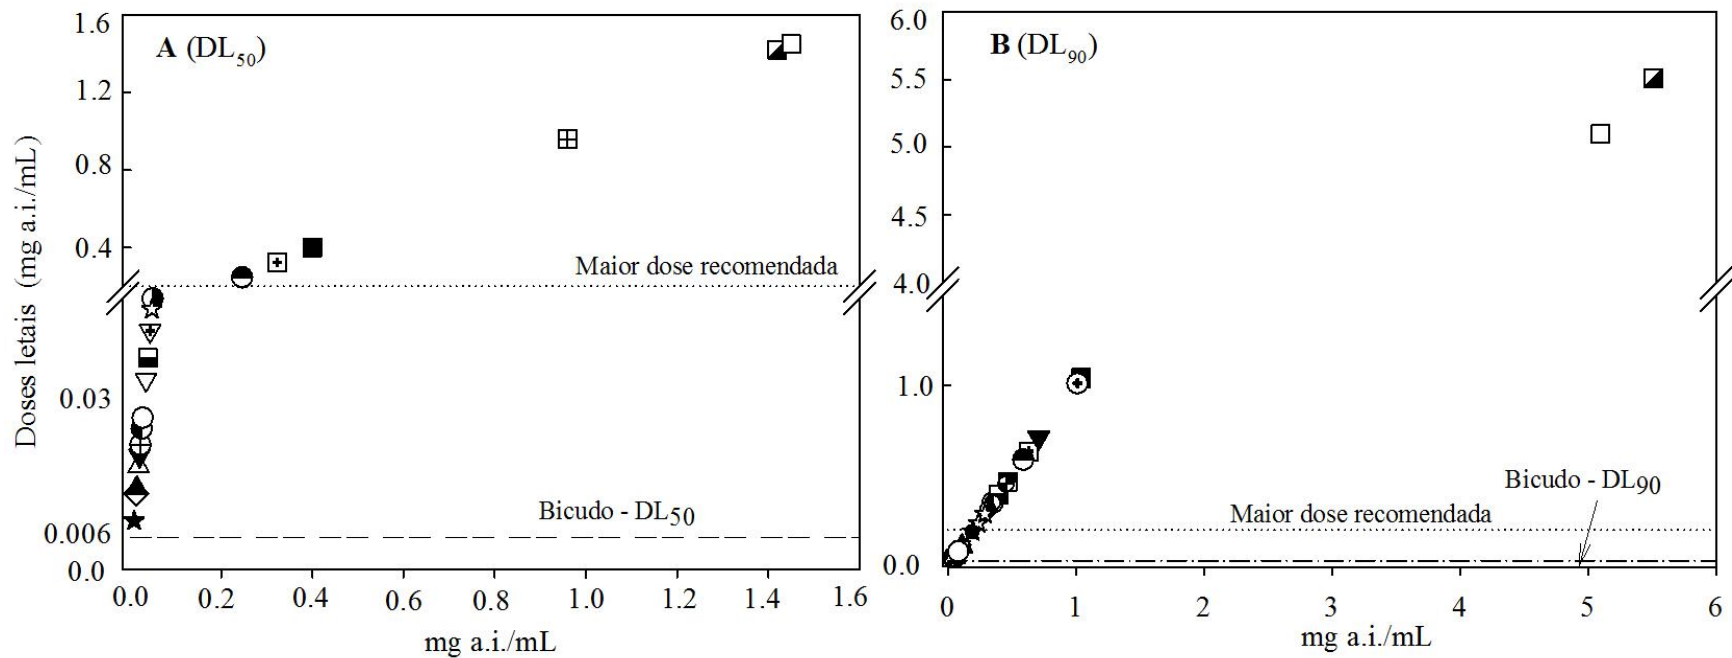 A (DL50)
1.6
1.2
0.8
0.4
0.03
0.006
0.0
Doses letais (mg a.i./mL)
Maior dose recomendada
Bicudo - DL50
0.0 0.2 0.4 0.6 0.8 1.0 1.2 1.4 1.6
mg a.i./mL
B (DL90)
6.0
5.5
5.0
4.5
4.0
1.0
0.0
Bicudo - DL90
Maior dose recomendada
0 1 2 3 4 5 6
mg a.i./mL